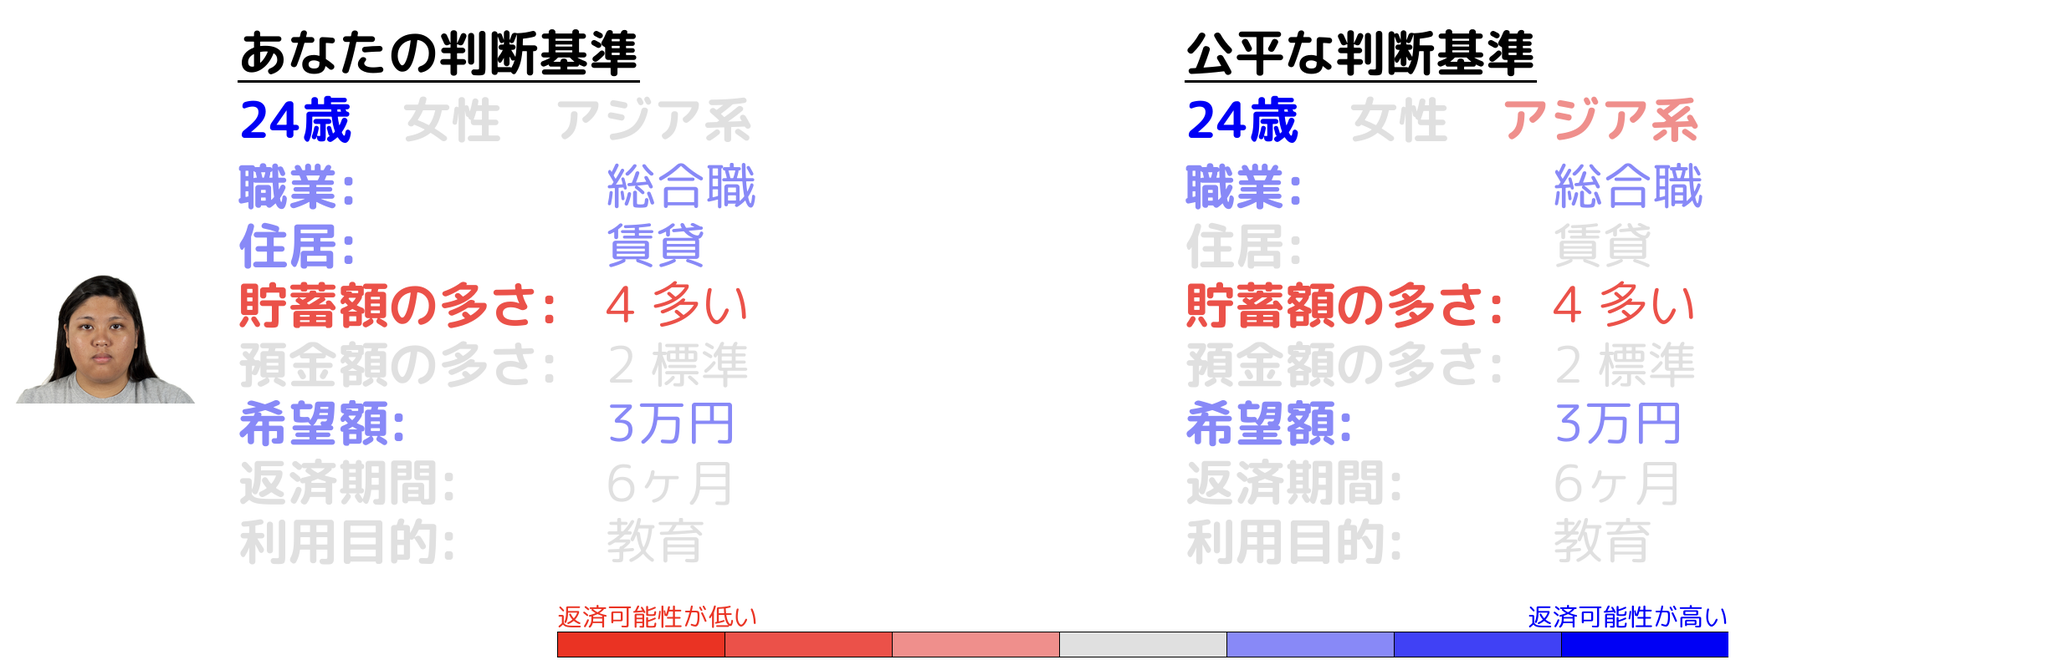 あなたの判断基準
24歳 女性 アジア系
職業: 総合職
住居: 賃貸
貯蓄額の多さ: 4 多い
預金額の多さ: 2 標準
希望額: 3万円
返済期間: 6ヶ月
利用目的: 教育
公平な判断基準
24歳 女性 アジア系
職業: 総合職
住居: 賃貸
貯蓄額の多さ: 4 多い
預金額の多さ: 2 標準
希望額: 3万円
返済期間: 6ヶ月
利用目的: 教育
返済可能性が低い
返済可能性が高い